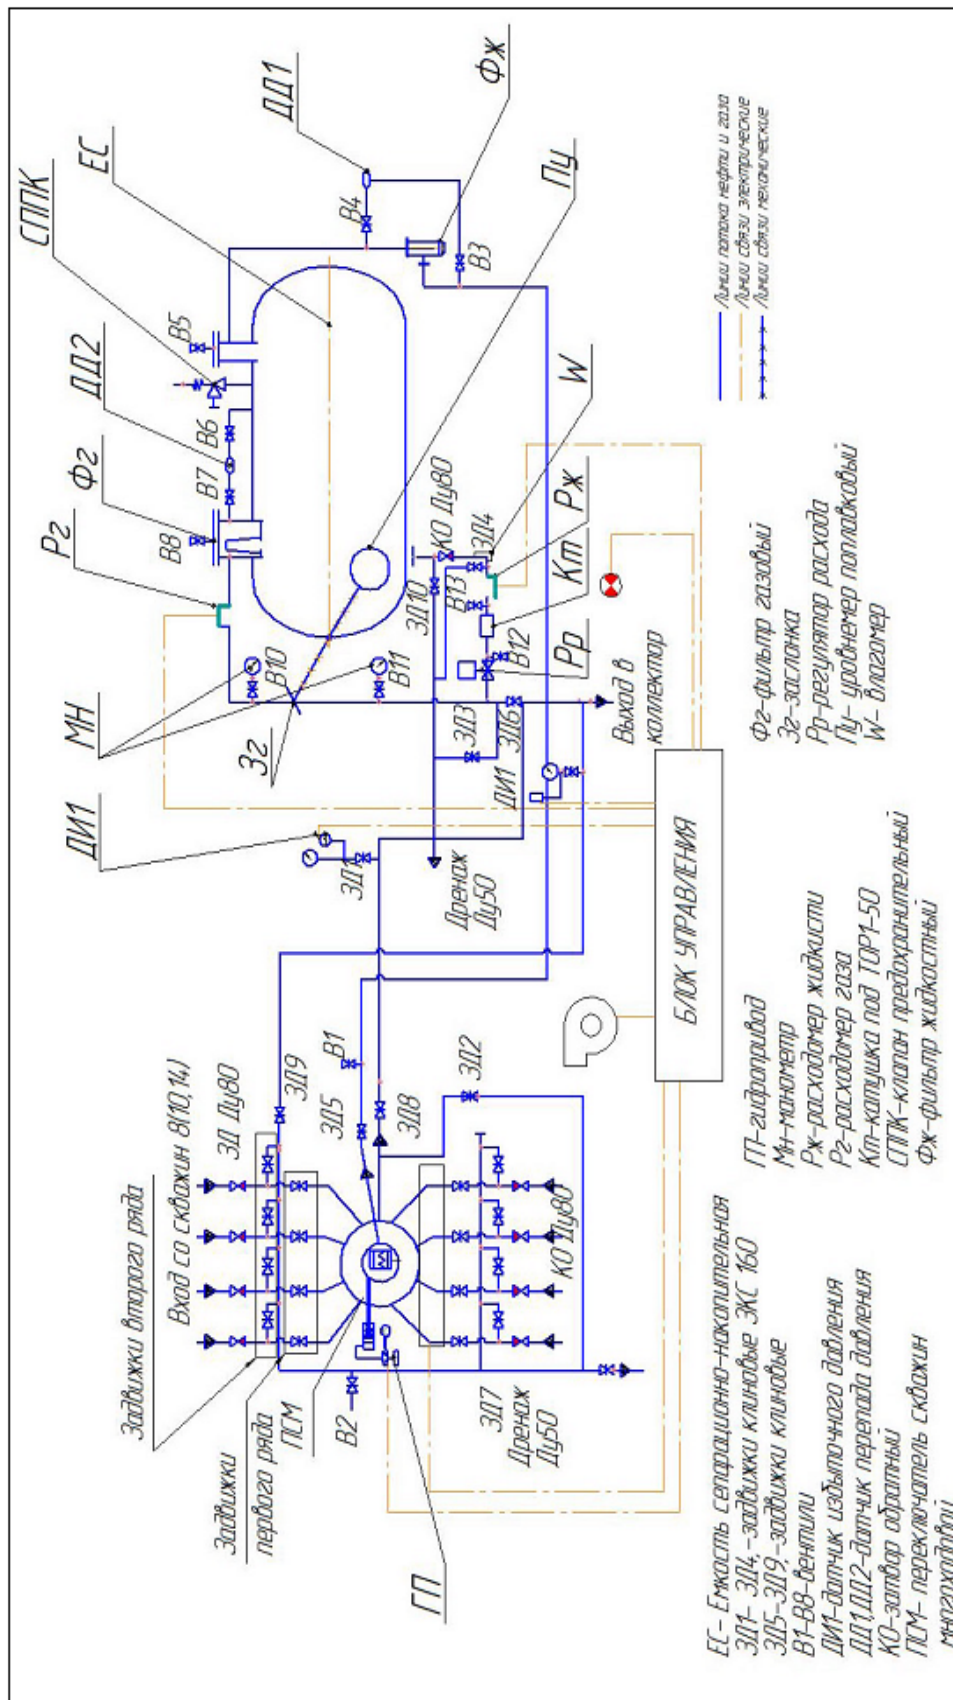 Задвижки второго ряда
Вход со скважин 8(10,14)
ЗД Ду80
ЗД9
Задвижки
первого ряда
ПСМ
В2
ГП
ЗД5
В1
ЗД8
ЗД2
КО Ду80
ЗД7
Дренаж
Ду50
ДИ1
МН
Рг
Фг
ДД2
СППК
ЕС
ДД1
Фж
Пу
W
Рж
Кт
Рр
Зг
В8
В7
В6
В5
В4
В3
В10
В11
ЗД1
ЗД10
КО Ду80
ЗД4
В13
В12
ЗД3
ЗД6
ДИ1
Дренаж
Ду50
Выход в
коллектор
БЛОК УПРАВЛЕНИЯ
Линии потока нефти и газа
Линии связи электрические
Линии связи механические
ЕС- Емкость сепарационно-накопительная
ЗД1- ЗД4,-задвижки клиновые ЗКС 160
ЗД5-ЗД9,-задвижки клиновые
В1-В8-вентили
ДИ1-датчик избыточного давления
ДД1,ДД2-датчик перепада давления
КО-затвор обратный
ПСМ- переключатель скважин
многоходовой
ГП-гидропривод
Мн-манометр
Рж-расходомер жидкисти
Рг-расходомер газа
Кт-катушка под ТОР1-50
СППК-клапан предохранительный
Фж-фильтр жидкостный
Фг-фильтр газовый
Зг-заслонка
Рр-регулятор расхода
Пу- уровнемер поплавковый
W- влагомер